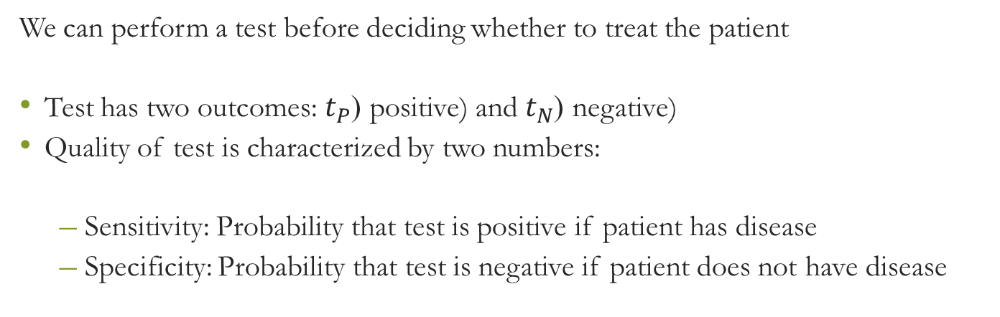 We can perform a test before deciding whether to treat the patient
• Test has two outcomes: t_P) positive) and t_N) negative)
• Quality of test is characterized by two numbers:
– Sensitivity: Probability that test is positive if patient has disease
– Specificity: Probability that test is negative if patient does not have disease